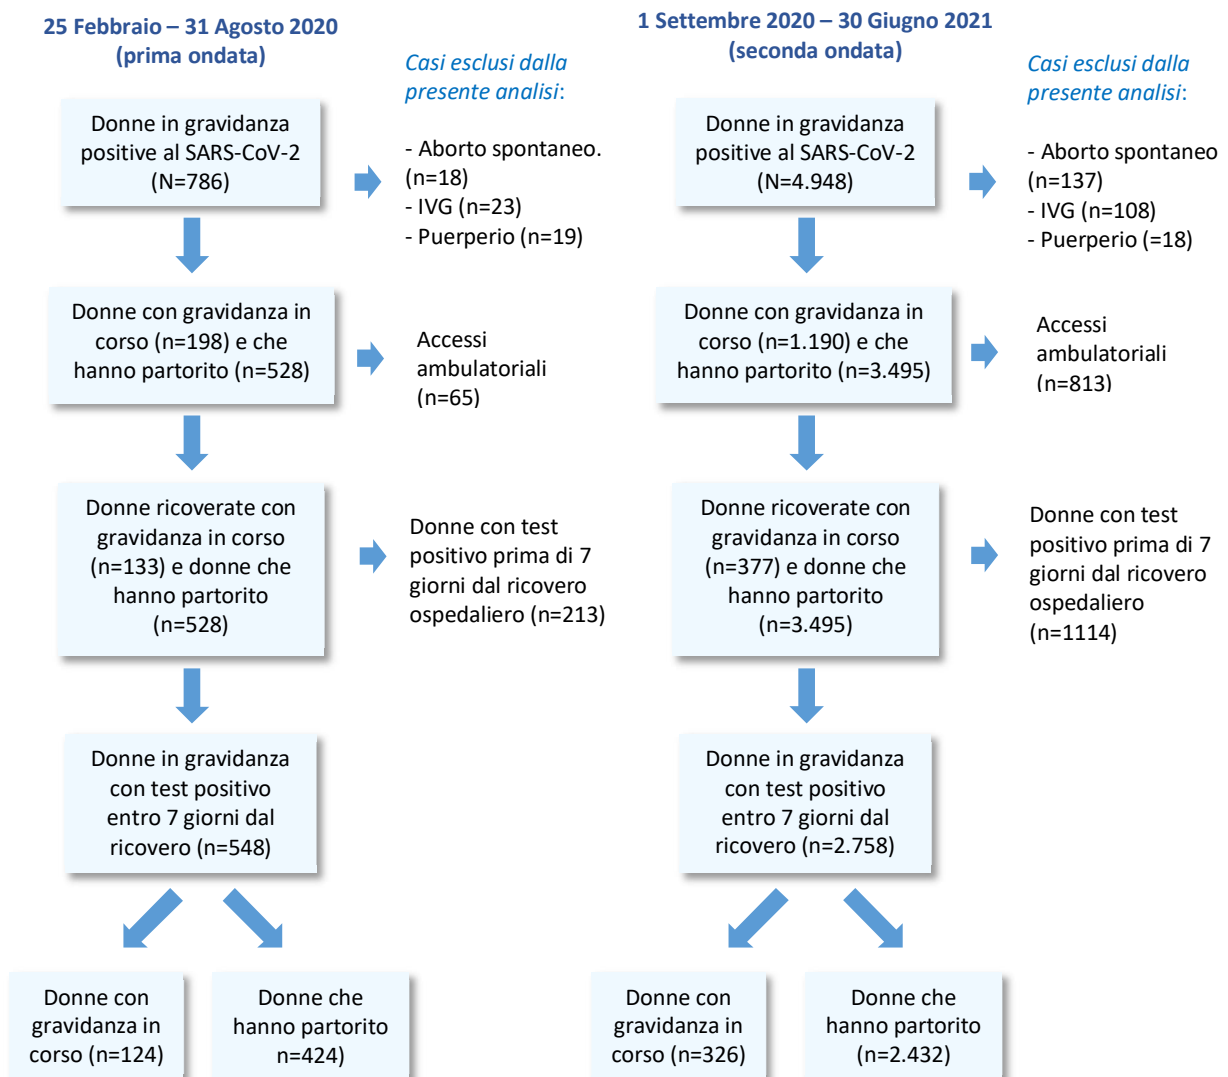 25 Febbraio – 31 Agosto 2020
(prima ondata)
Casi esclusi dalla
presente analisi:
Donne in gravidanza
positive al SARS-CoV-2
(N=786)
- Aborto spontaneo.
(n=18)
- IVG (n=23)
- Puerperio (n=19)
Donne con gravidanza in
corso (n=198) e che
hanno partorito (n=528)
Accessi
ambulatoriali
(n=65)
Donne ricoverate con
gravidanza in corso
(n=133) e donne che
hanno partorito
(n=528)
Donne con test
positivo prima di 7
giorni dal ricovero
ospedaliero (n=213)
Donne in gravidanza
con test positivo
entro 7 giorni dal
ricovero (n=548)
Donne con
gravidanza in
corso (n=124)
Donne che
hanno partorito
n=424)
1 Settembre 2020 – 30 Giugno 2021
(seconda ondata)
Casi esclusi dalla
presente analisi:
Donne in gravidanza
positive al SARS-CoV-2
(N=4.948)
- Aborto spontaneo
(n=137)
- IVG (n=108)
- Puerperio (=18)
Donne con gravidanza in
corso (n=1.190) e che
hanno partorito (n=3.495)
Accessi
ambulatoriali
(n=813)
Donne ricoverate con
gravidanza in corso
(n=377) e donne che
hanno partorito
(n=3.495)
Donne con test
positivo prima di 7
giorni dal ricovero
ospedaliero
(n=1114)
Donne in gravidanza
con test positivo
entro 7 giorni dal
ricovero (n=2.758)
Donne con
gravidanza in
corso (n=326)
Donne che
hanno partorito
(n=2.432)